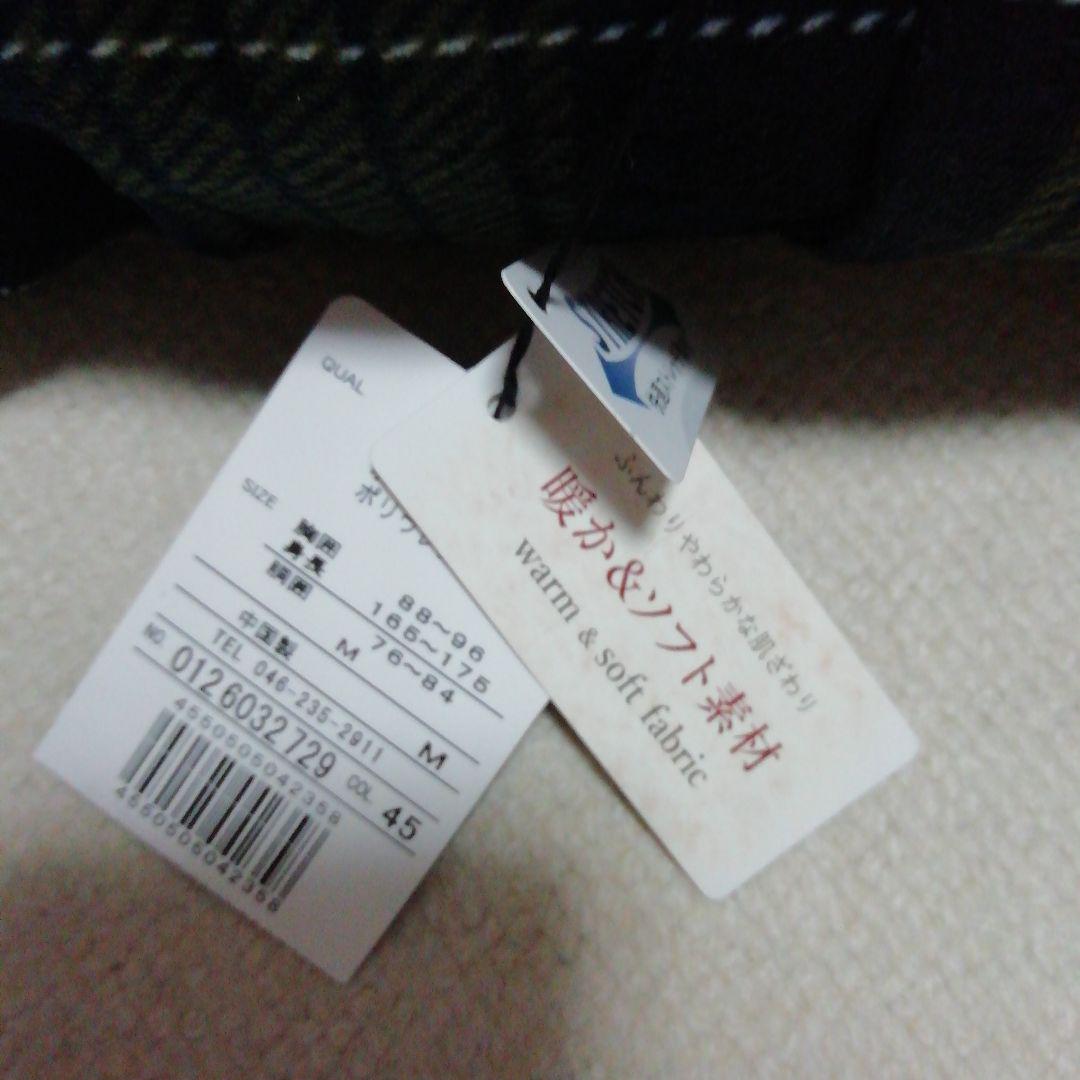 QUAL
SIZE
胸囲 88~96
身長 165~175
胴囲 76~84
M
中国製 M
TEL 046-235-2911
NO. 0126032729 COL 45
4550505042358
4550505042358
ふんわりやわらかな肌ざわり
暖か&ソフト素材
warm & soft fabric